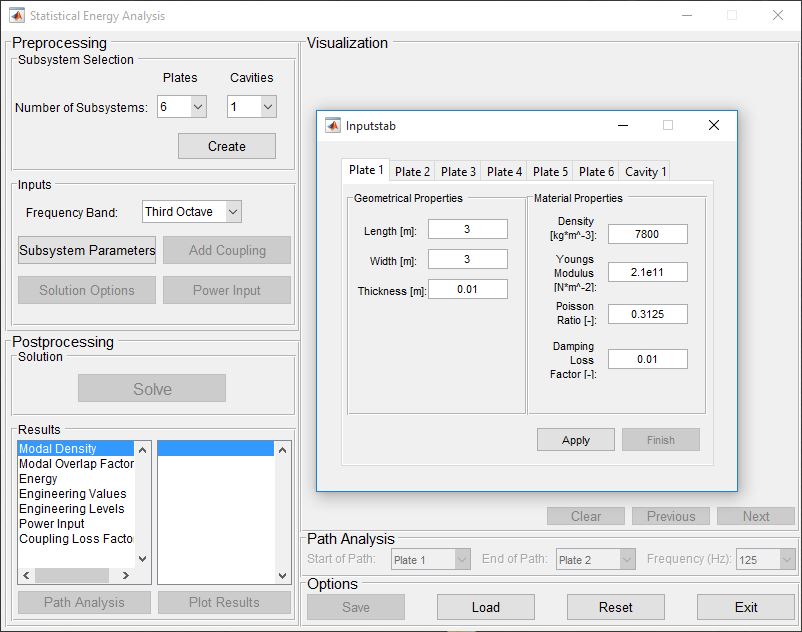 Statistical Energy Analysis
Preprocessing
Subsystem Selection
Plates Cavities
Number of Subsystems: 6 1
Create
Inputs
Frequency Band: Third Octave
Subsystem Parameters Add Coupling
Solution Options Power Input
Postprocessing
Solution
Solve
Results
Modal Density
Modal Overlap Factor
Energy
Engineering Values
Engineering Levels
Power Input
Coupling Loss Facto
Path Analysis Plot Results
Visualization
Inputstab
Plate 1 Plate 2 Plate 3 Plate 4 Plate 5 Plate 6 Cavity 1
Geometrical Properties
Length [m]: 3
Width [m]: 3
Thickness [m]: 0.01
Material Properties
Density
[kg*m^-3]: 7800
Youngs
Modulus 2.1e11
[N*m^-2]:
Poisson
Ratio [-]: 0.3125
Damping
Loss 0.01
Factor [-]:
Apply Finish
Clear Previous Next
Path Analysis
Start of Path: Plate 1 End of Path: Plate 2 Frequency (Hz): 125
Options
Save Load Reset Exit